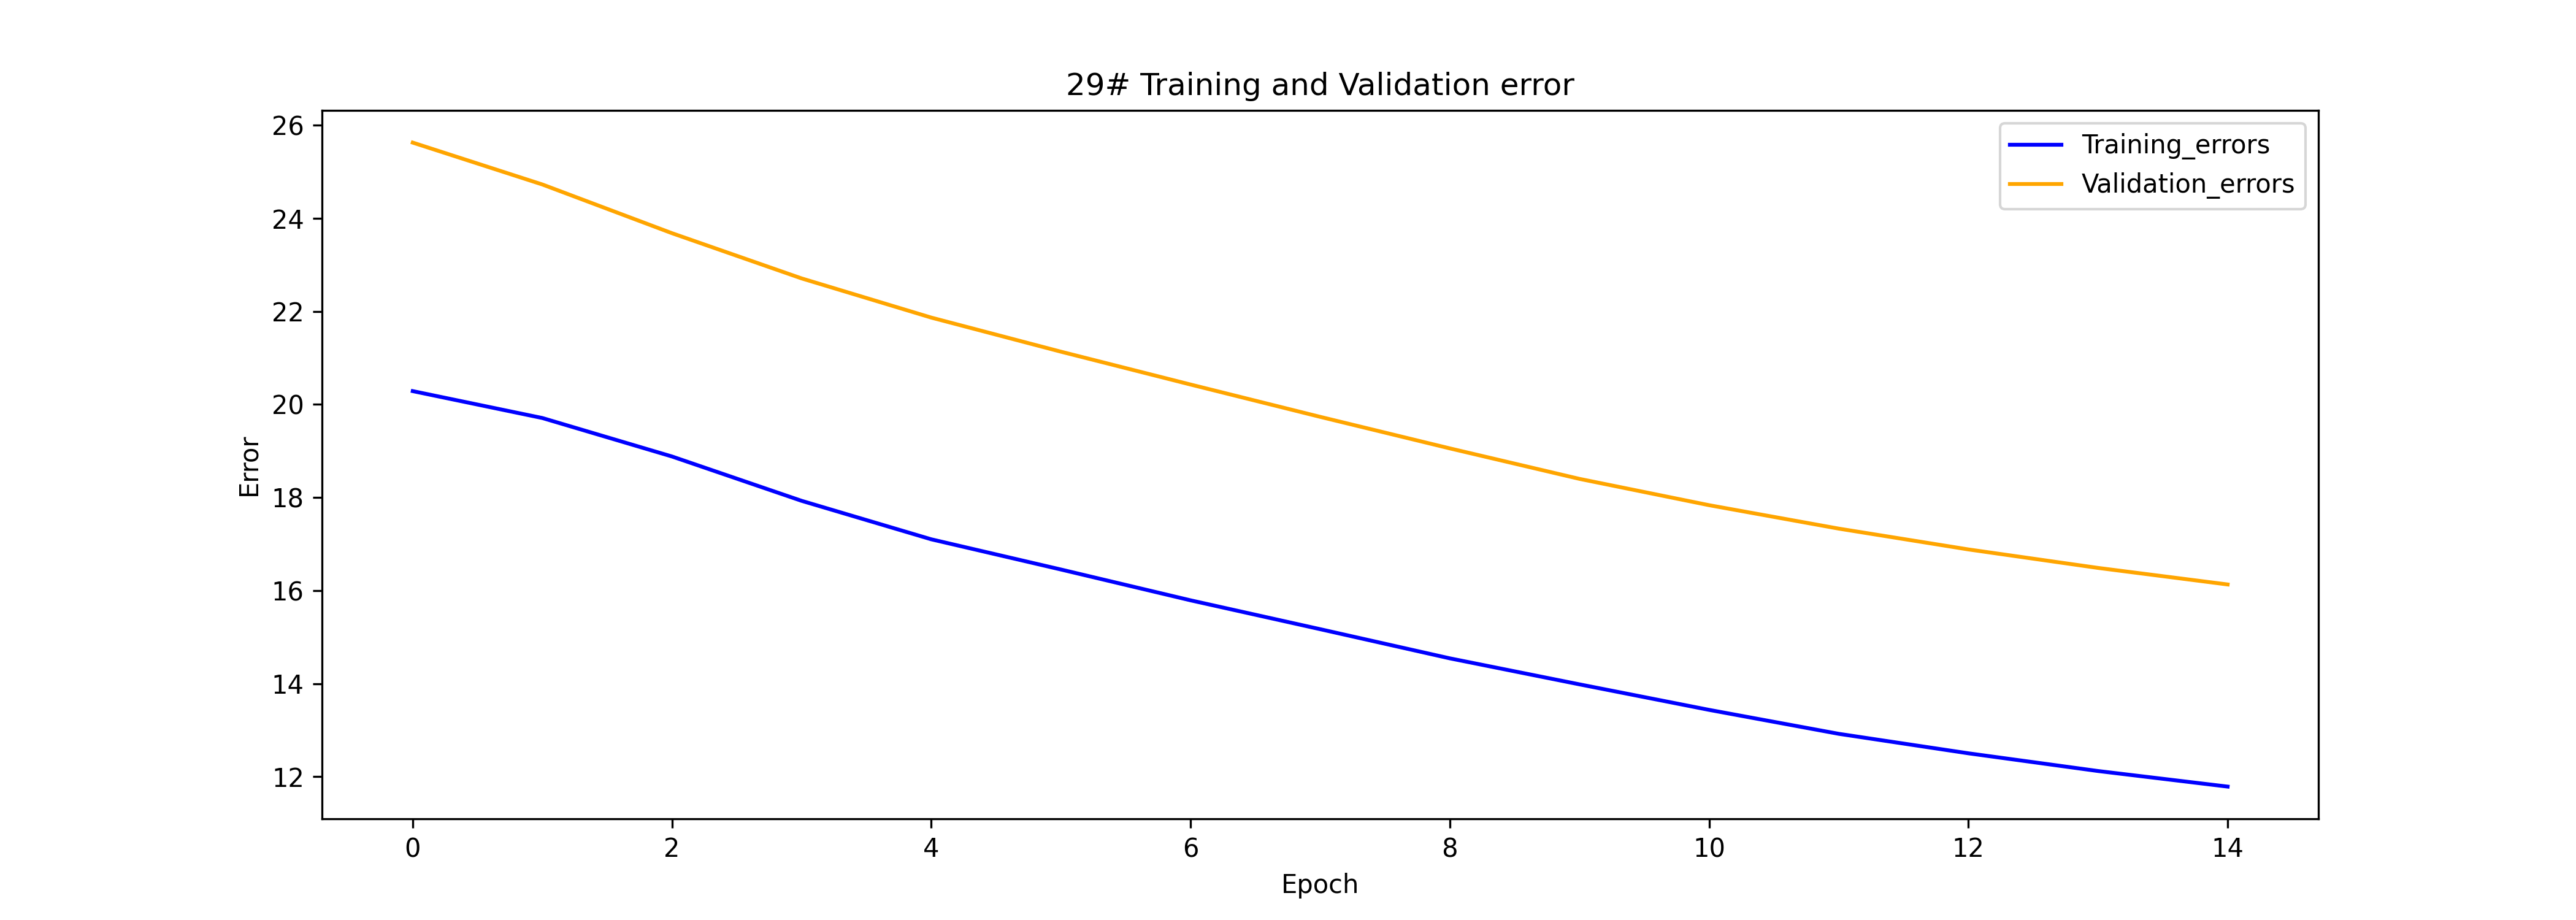 29# Training and Validation error
Training_errors
Validation_errors
26
24
22
20
18
16
14
12
Error
0 2 4 6 8 10 12 14
Epoch